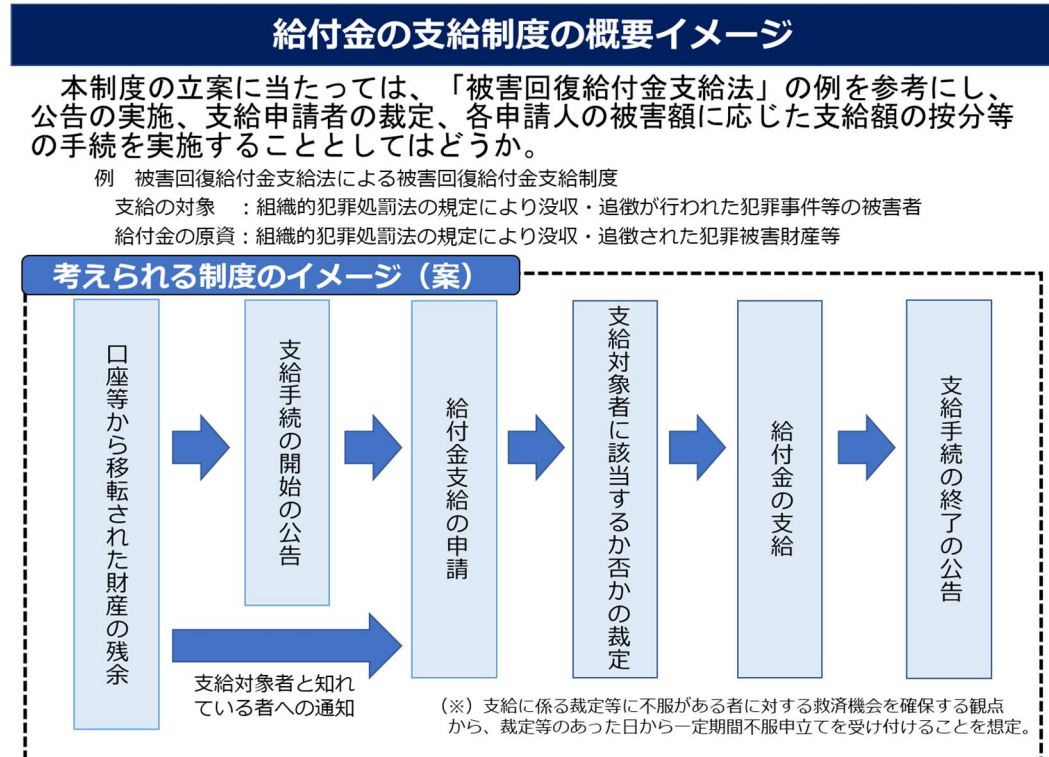 給付金の支給制度の概要イメージ
本制度の立案に当たっては、「被害回復給付金支給法」の例を参考にし、
公告の実施、支給申請者の裁定、各申請人の被害額に応じた支給額の按分等
の手続を実施することとしてはどうか。
例　被害回復給付金支給法による被害回復給付金支給制度
支給の対象　：組織的犯罪処罰法の規定により没収・追徴が行われた犯罪事件等の被害者
給付金の原資：組織的犯罪処罰法の規定により没収・追徴された犯罪被害財産等
考えられる制度のイメージ（案）
口座等から移転された財産の残余
支給手続の開始の公告
給付金支給の申請
支給対象者に該当するか否かの裁定
給付金の支給
支給手続の終了の公告
支給対象者と知れ
ている者への通知
（※）支給に係る裁定等に不服がある者に対する救済機会を確保する観点
から、裁定等のあった日から一定期間不服申立てを受け付けることを想定。